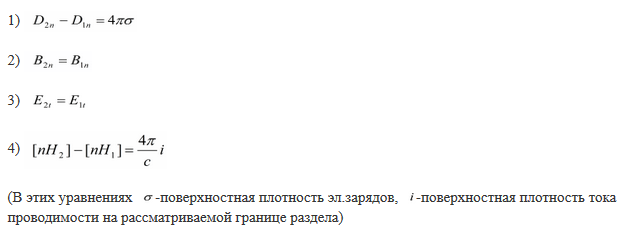 1) D₂ₙ − D₁ₙ = 4πσ
2) B₂ₙ = B₁ₙ
3) E₂ₜ = E₁ₜ
4) [nH₂]−[nH₁]= 4π/c i
(В этих уравнениях σ-поверхностная плотность эл.зарядов, i-поверхностная плотность тока
проводимости на рассматриваемой границе раздела)